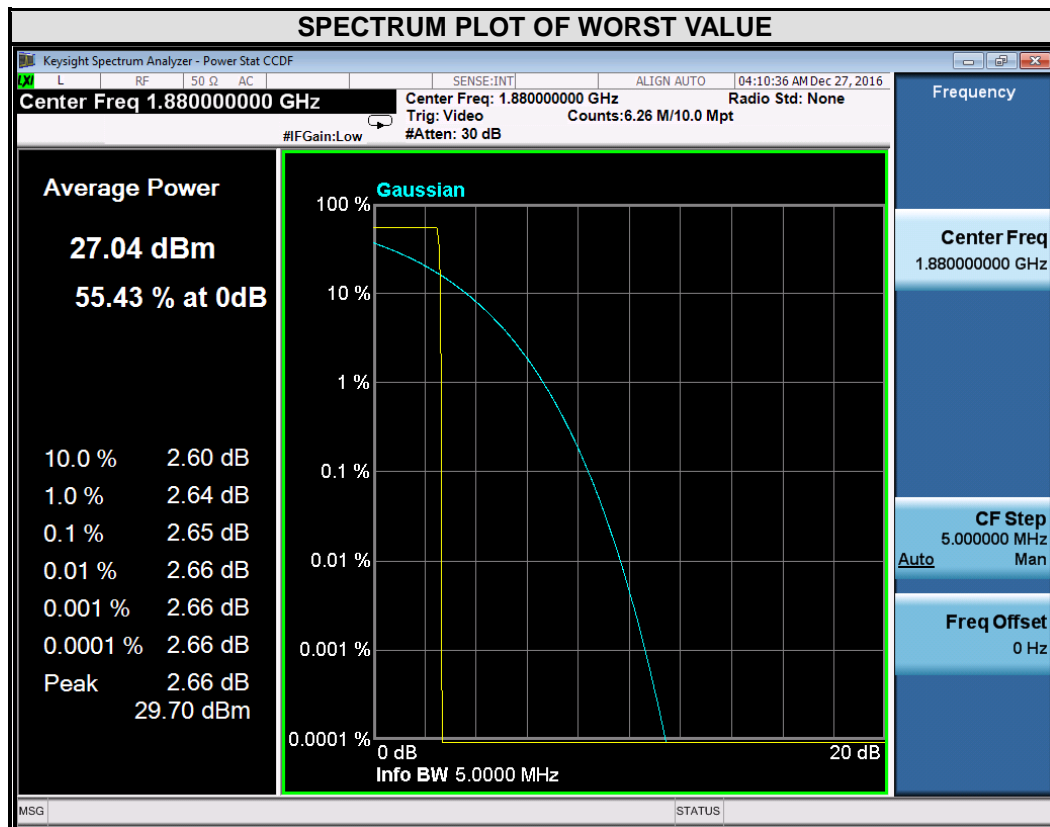 SPECTRUM PLOT OF WORST VALUE
Keysight Spectrum Analyzer - Power Stat CCDF
LXI L RF 50 Ω AC SENSE:INT ALIGN AUTO 04:10:36 AM Dec 27, 2016
Center Freq 1.880000000 GHz
#IFGain:Low
Center Freq: 1.880000000 GHz Radio Std: None
Trig: Video Counts:6.26 M/10.0 Mpt
#Atten: 30 dB
Average Power
27.04 dBm
55.43 % at 0dB
10.0 % 2.60 dB
1.0 % 2.64 dB
0.1 % 2.65 dB
0.01 % 2.66 dB
0.001 % 2.66 dB
0.0001 % 2.66 dB
Peak 2.66 dB
29.70 dBm
Gaussian
100 %
10 %
1 %
0.1 %
0.01 %
0.001 %
0.0001 %
0 dB 20 dB
Info BW 5.0000 MHz
Frequency
Center Freq
1.880000000 GHz
CF Step
5.000000 MHz
Auto Man
Freq Offset
0 Hz
MSG STATUS